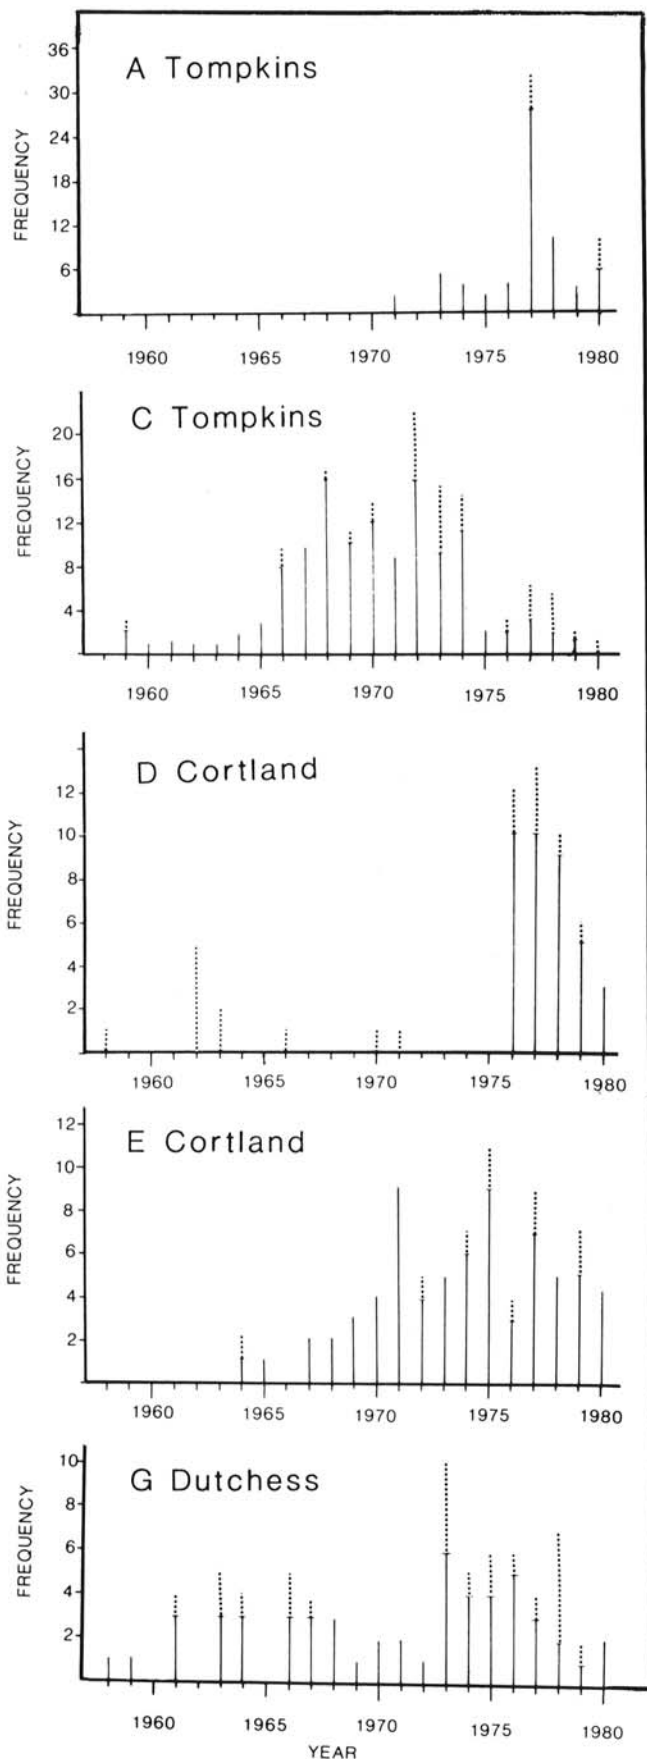 A Tompkins
FREQUENCY
36
30
24
18
12
6
1960 1965 1970 1975 1980
C Tompkins
FREQUENCY
20
16
12
8
4
1960 1965 1970 1975 1980
D Cortland
FREQUENCY
12
10
8
6
4
2
1960 1965 1970 1975 1980
E Cortland
FREQUENCY
12
10
8
6
4
2
1960 1965 1970 1975 1980
G Dutchess
FREQUENCY
10
8
6
4
2
1960 1965 1970 1975 1980
YEAR